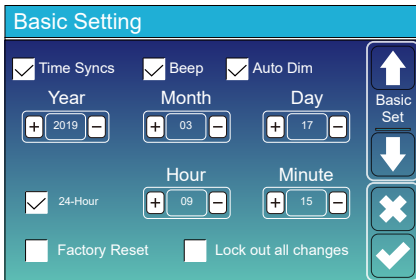 Basic Setting
Time Syncs Beep Auto Dim
Year Month Day
+ 2019 − + 03 − + 17 −
Basic
Set
Hour Minute
24-Hour + 09 − + 15 −
Factory Reset Lock out all changes